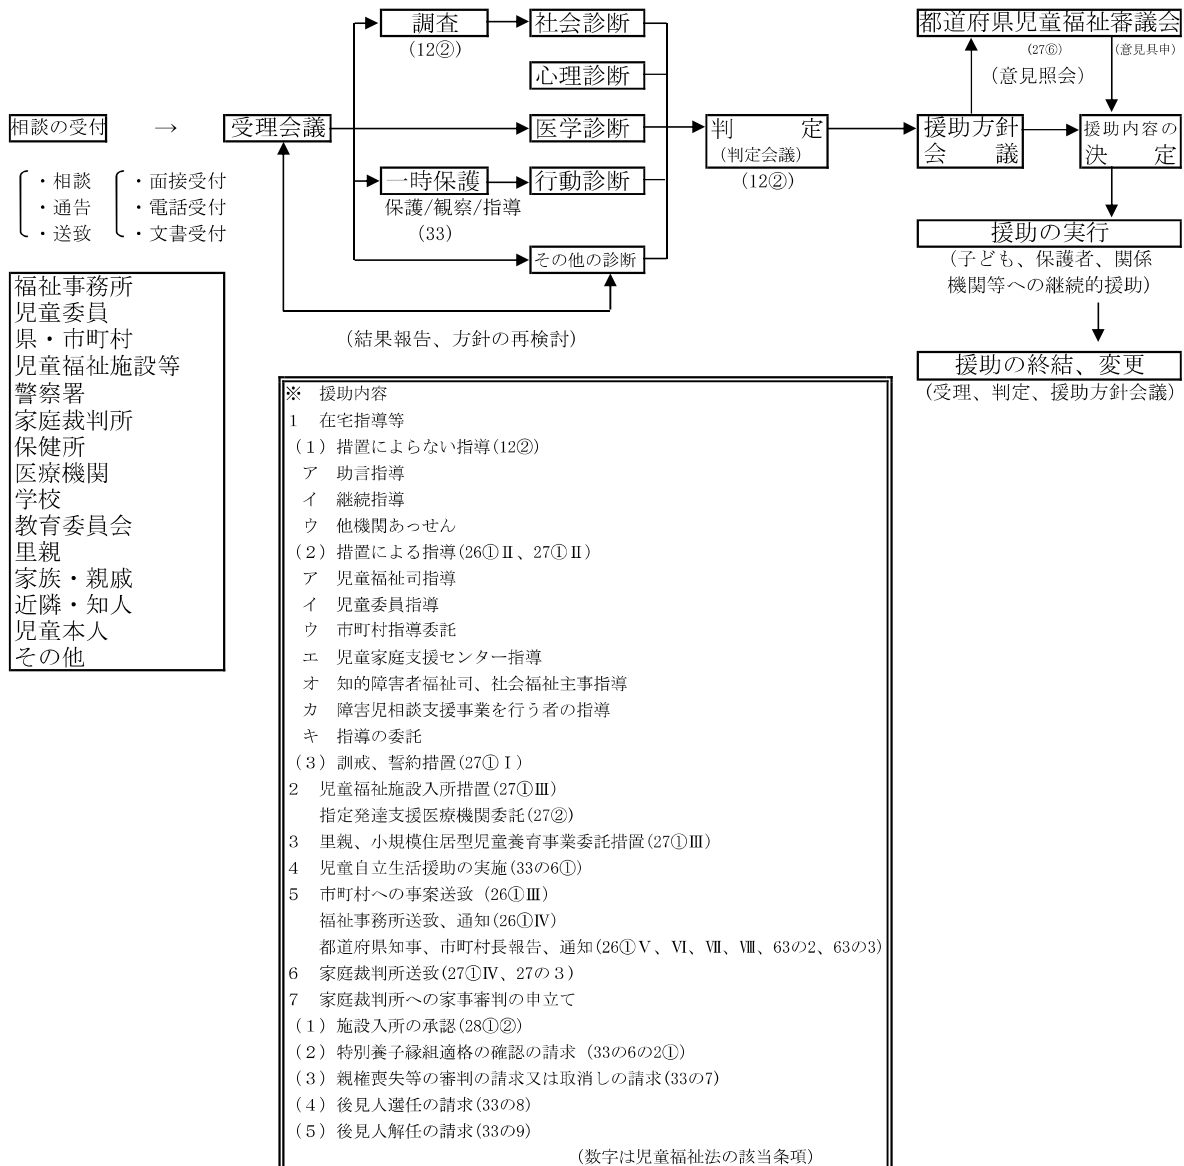 調査
(12②)
社会診断
心理診断
都道府県児童福祉審議会
(27⑥)
(意見具申)
(意見照会)
相談の受付
→
受理会議
医学診断
判　　定
(判定会議)
(12②)
援助方針
会　　議
援助内容の
決　　定
・相談
・通告
・送致
・面接受付
・電話受付
・文書受付
一時保護
保護/観察/指導
(33)
行動診断
その他の診断
(結果報告、方針の再検討)
援助の実行
(子ども、保護者、関係
機関等への継続的援助)
援助の終結、変更
(受理、判定、援助方針会議)
福祉事務所
児童委員
県・市町村
児童福祉施設等
警察署
家庭裁判所
保健所
医療機関
学校
教育委員会
里親
家族・親戚
近隣・知人
児童本人
その他
※　援助内容
1　在宅指導等
(1) 措置によらない指導(12②)
ア　助言指導
イ　継続指導
ウ　他機関あっせん
(2) 措置による指導(26①Ⅱ、27①Ⅱ)
ア　児童福祉司指導
イ　児童委員指導
ウ　市町村指導委託
エ　児童家庭支援センター指導
オ　知的障害者福祉司、社会福祉主事指導
カ　障害児相談支援事業を行う者の指導
キ　指導の委託
(3) 訓戒、誓約措置(27①Ⅰ)
2　児童福祉施設入所措置(27①Ⅲ)
指定発達支援医療機関委託(27②)
3　里親、小規模住居型児童養育事業委託措置(27①Ⅲ)
4　児童自立生活援助の実施(33の6①)
5　市町村への事案送致 (26①Ⅲ)
福祉事務所送致、通知(26①Ⅳ)
都道府県知事、市町村長報告、通知(26①Ⅴ、Ⅵ、Ⅶ、Ⅷ、63の2、63の3)
6　家庭裁判所送致(27①Ⅳ、27の３)
7　家庭裁判所への家事審判の申立て
(1) 施設入所の承認(28①②)
(2) 特別養子縁組適格の確認の請求 (33の6の2①)
(3) 親権喪失等の審判の請求又は取消しの請求(33の7)
(4) 後見人選任の請求(33の8)
(5) 後見人解任の請求(33の9)
(数字は児童福祉法の該当条項)